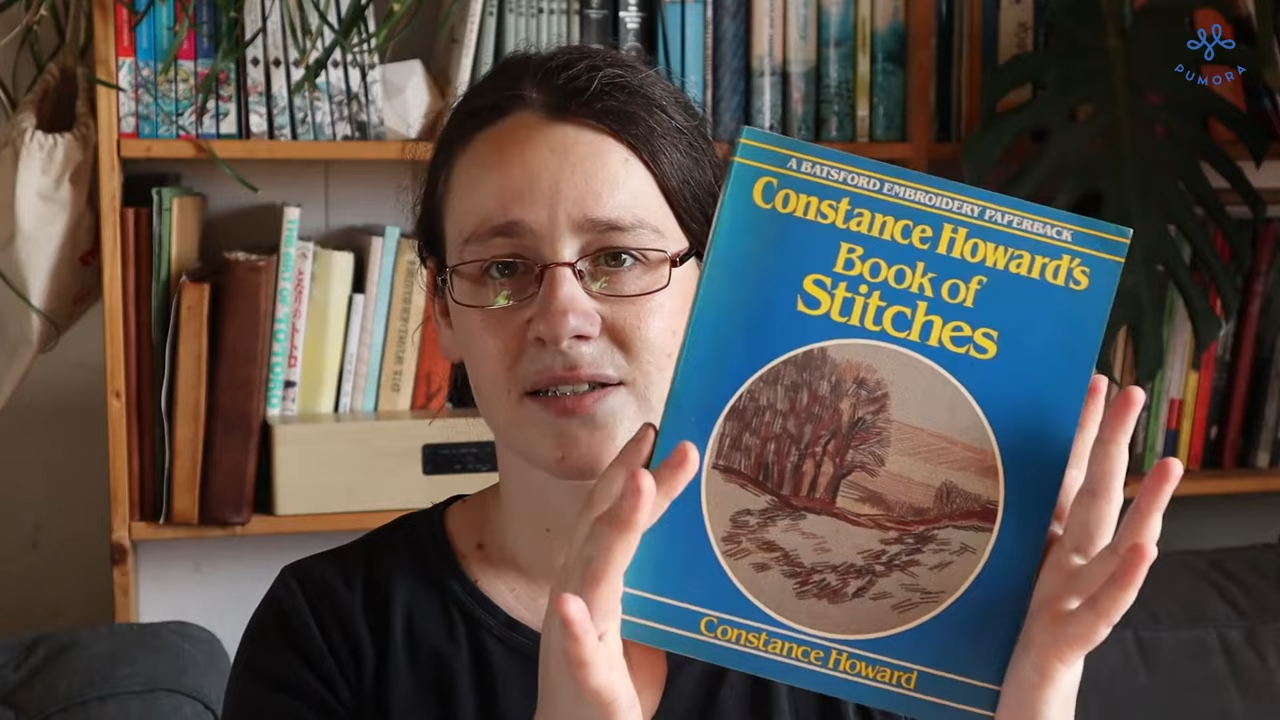 PUMORA
A BATSFORD EMBROIDERY PAPERBACK
Constance Howard's
Book of
Stitches
Constance Howard